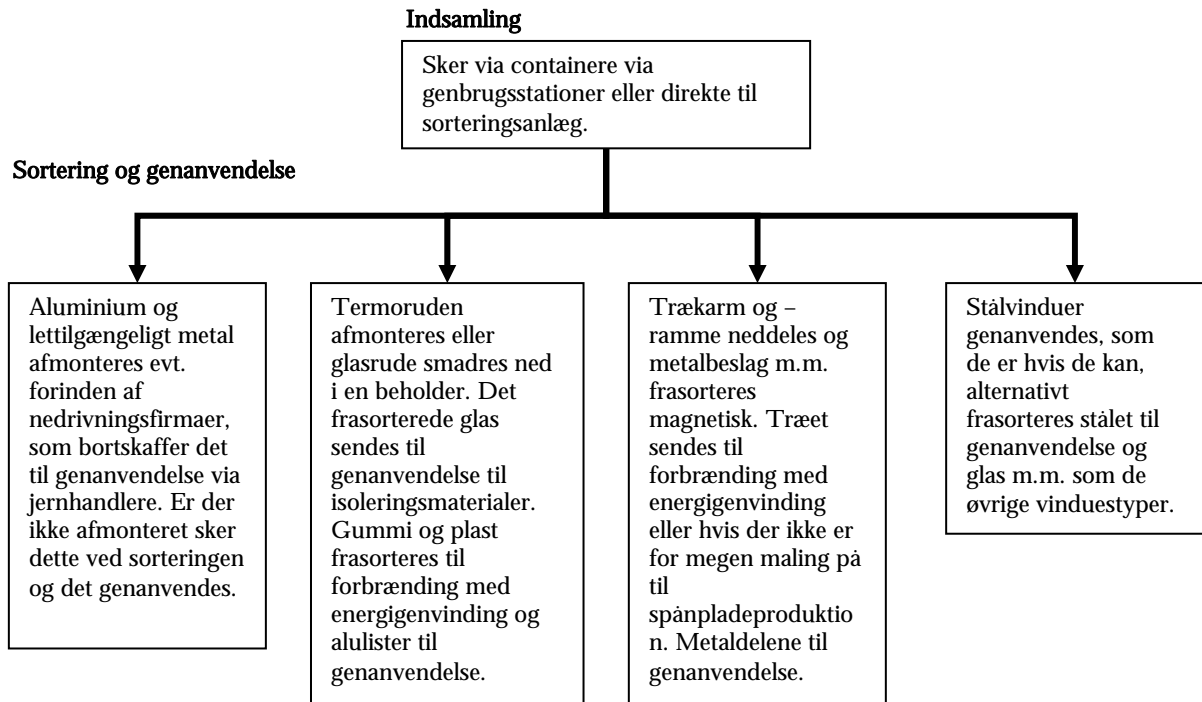 Indsamling
Sker via containere via
genbrugsstationer eller direkte til
sorteringsanlæg.
Sortering og genanvendelse
Aluminium og
lettilgængeligt metal
afmonteres evt.
forinden af
nedrivningsfirmaer,
som bortskaffer det
til genanvendelse via
jernhandlere. Er der
ikke afmonteret sker
dette ved sorteringen
og det genanvendes.
Termoruden
afmonteres eller
glasrude smadres ned
i en beholder. Det
frasorterede glas
sendes til
genanvendelse til
isoleringsmaterialer.
Gummi og plast
frasorteres til
forbrænding med
energigenvinding og
alulister til
genanvendelse.
Trækarm og –
ramme neddeles og
metalbeslag m.m.
frasorteres
magnetisk. Træet
sendes til
forbrænding med
energigenvinding
eller hvis der ikke er
for megen maling på
til
spånpladeproduktio
n. Metaldelene til
genanvendelse.
Stålvinduer
genanvendes, som
de er hvis de kan,
alternativt
frasorteres stålet til
genanvendelse og
glas m.m. som de
øvrige vinduestyper.